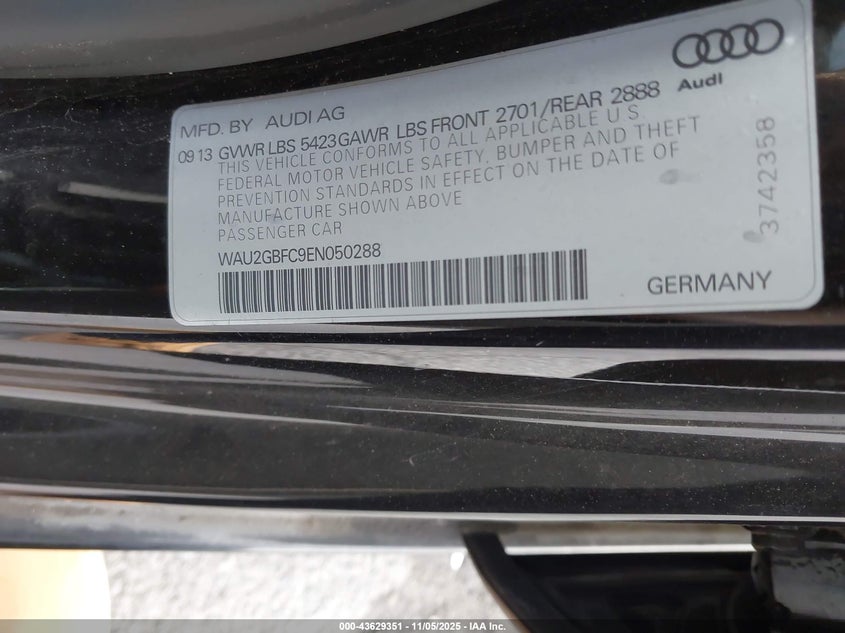 Audi
MFD. BY AUDI AG
09 13 GVWR LBS 5423 GAWR LBS FRONT 2701/REAR 2888
THIS VEHICLE CONFORMS TO ALL APPLICABLE U S
FEDERAL MOTOR VEHICLE SAFETY, BUMPER AND THEFT
PREVENTION STANDARDS IN EFFECT ON THE DATE OF
MANUFACTURE SHOWN ABOVE
PASSENGER CAR
WAU2GBFC9EN050288
GERMANY
3742358
000-43629351 | 11/05/2025 - IAA Inc.